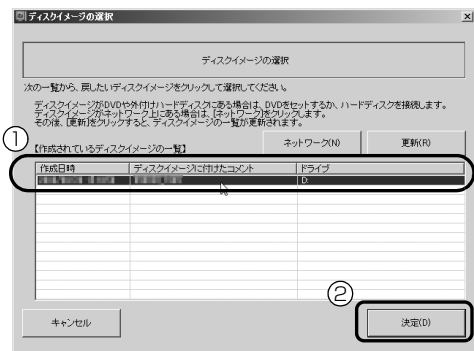 ディスクイメージの選択
ディスクイメージの選択
次の一覧から、戻したいディスクイメージをクリックして選択してください。
ディスクイメージがDVDや外付けハードディスクにある場合は、DVDをセットするか、ハードディスクを接続します。
ディスクイメージがネットワーク上にある場合は、[ネットワーク]をクリックします。
その後、[更新]をクリックすると、ディスクイメージの一覧が更新されます。
①
【作成されているディスクイメージの一覧】 ネットワーク(N) 更新(R)
作成日時 ディスクイメージに付けたコメント ドライブ
D:
②
キャンセル 決定(D)